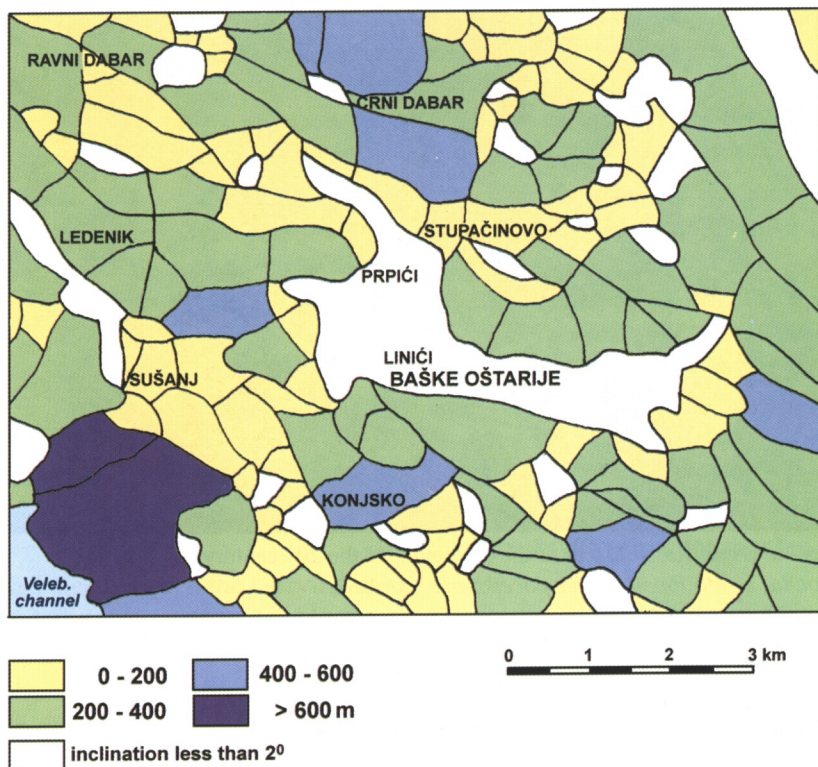 RAVNI DABAR
CRNI DABAR
LEDENIK
STUPAČINOVO
PRPIĆI
LINIĆI
BAŠKE OŠTARIJE
SUŠANJ
KONJSKO
Veleb.
channel
0 - 200
400 - 600
200 - 400
> 600 m
inclination less than 2⁰
0 1 2 3 km